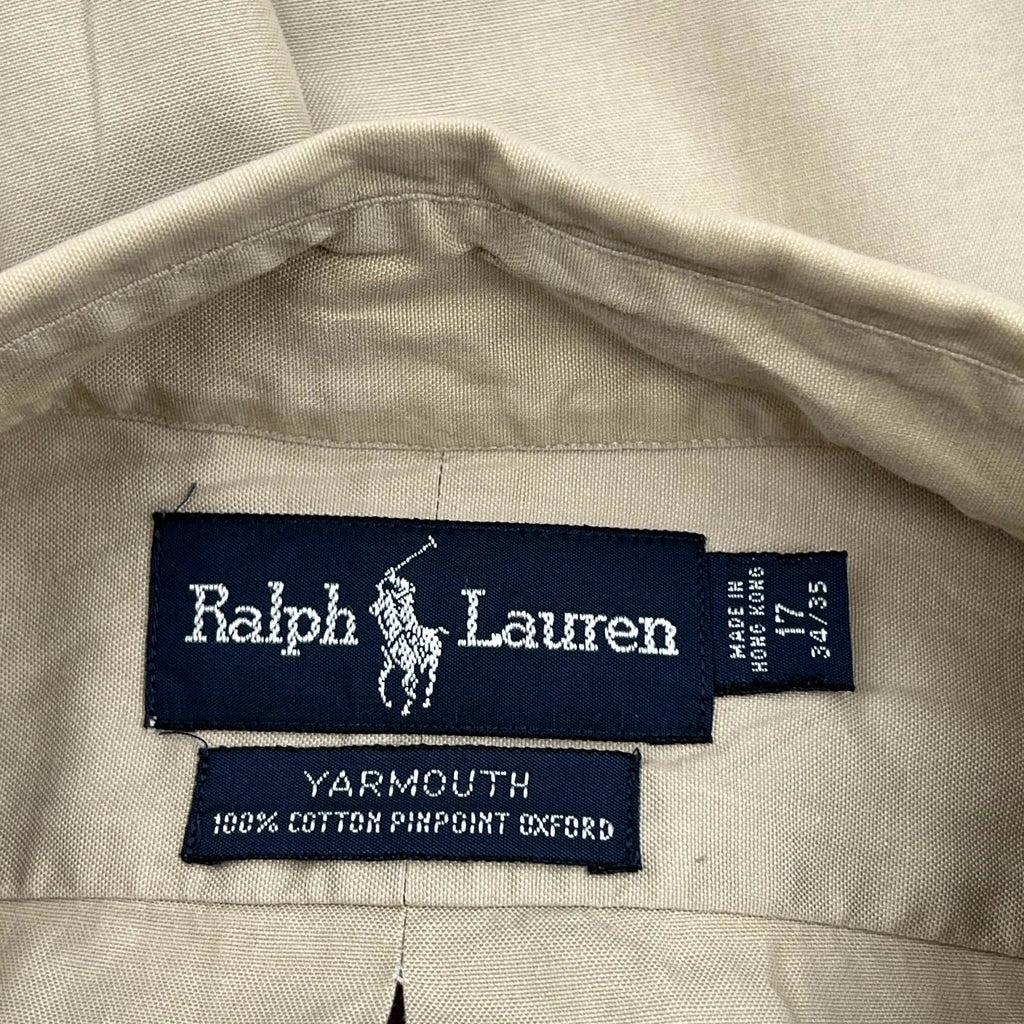 Ralph Lauren
MADE IN
HONG KONG
17
34/35
YARMOUTH
100% COTTON PINPOINT OXFORD